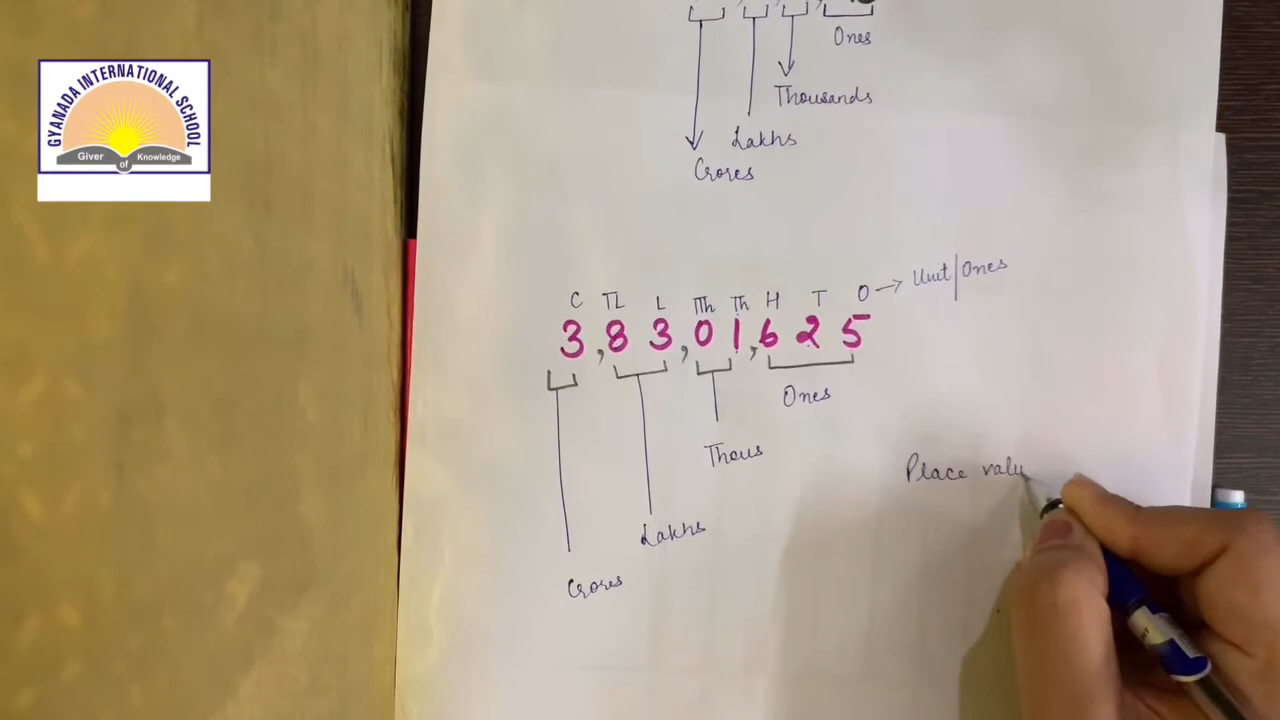 GYANADA INTERNATIONAL SCHOOL
Giver of Knowledge
Ones
Thousands
Lakhs
Crores
C TL L TTh Th H T O → Unit/Ones
3,83,01,625
Ones
Thous
Lakhs
Crores
Place valu